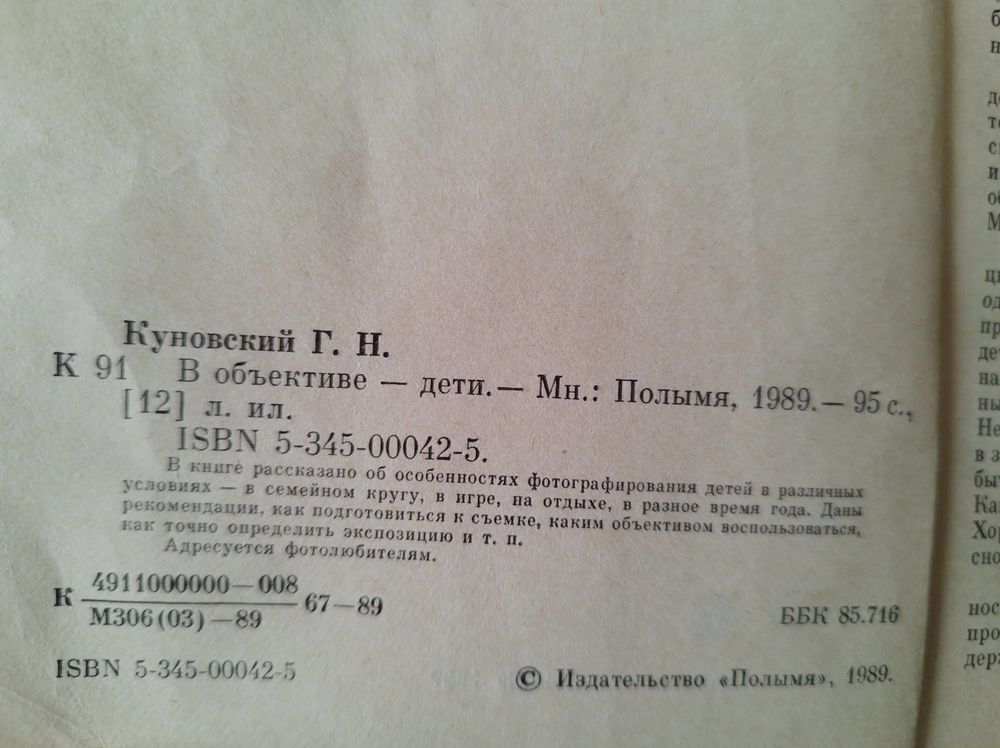 Куновский Г. Н.
К 91 В объективе — дети.— Мн.: Полымя, 1989.— 95 с.,
[12] л. ил.
ISBN 5-345-00042-5.
В книге рассказано об особенностях фотографирования детей в различных
условиях — в семейном кругу, в игре, на отдыхе, в разное время года. Даны
рекомендации, как подготовиться к съемке, каким объективом воспользоваться,
как точно определить экспозицию и т. п.
Адресуется фотолюбителям.
К 4911000000—008
М306(03)—89
67—89
ББК 85.716
ISBN 5-345-00042-5
© Издательство «Полымя», 1989.